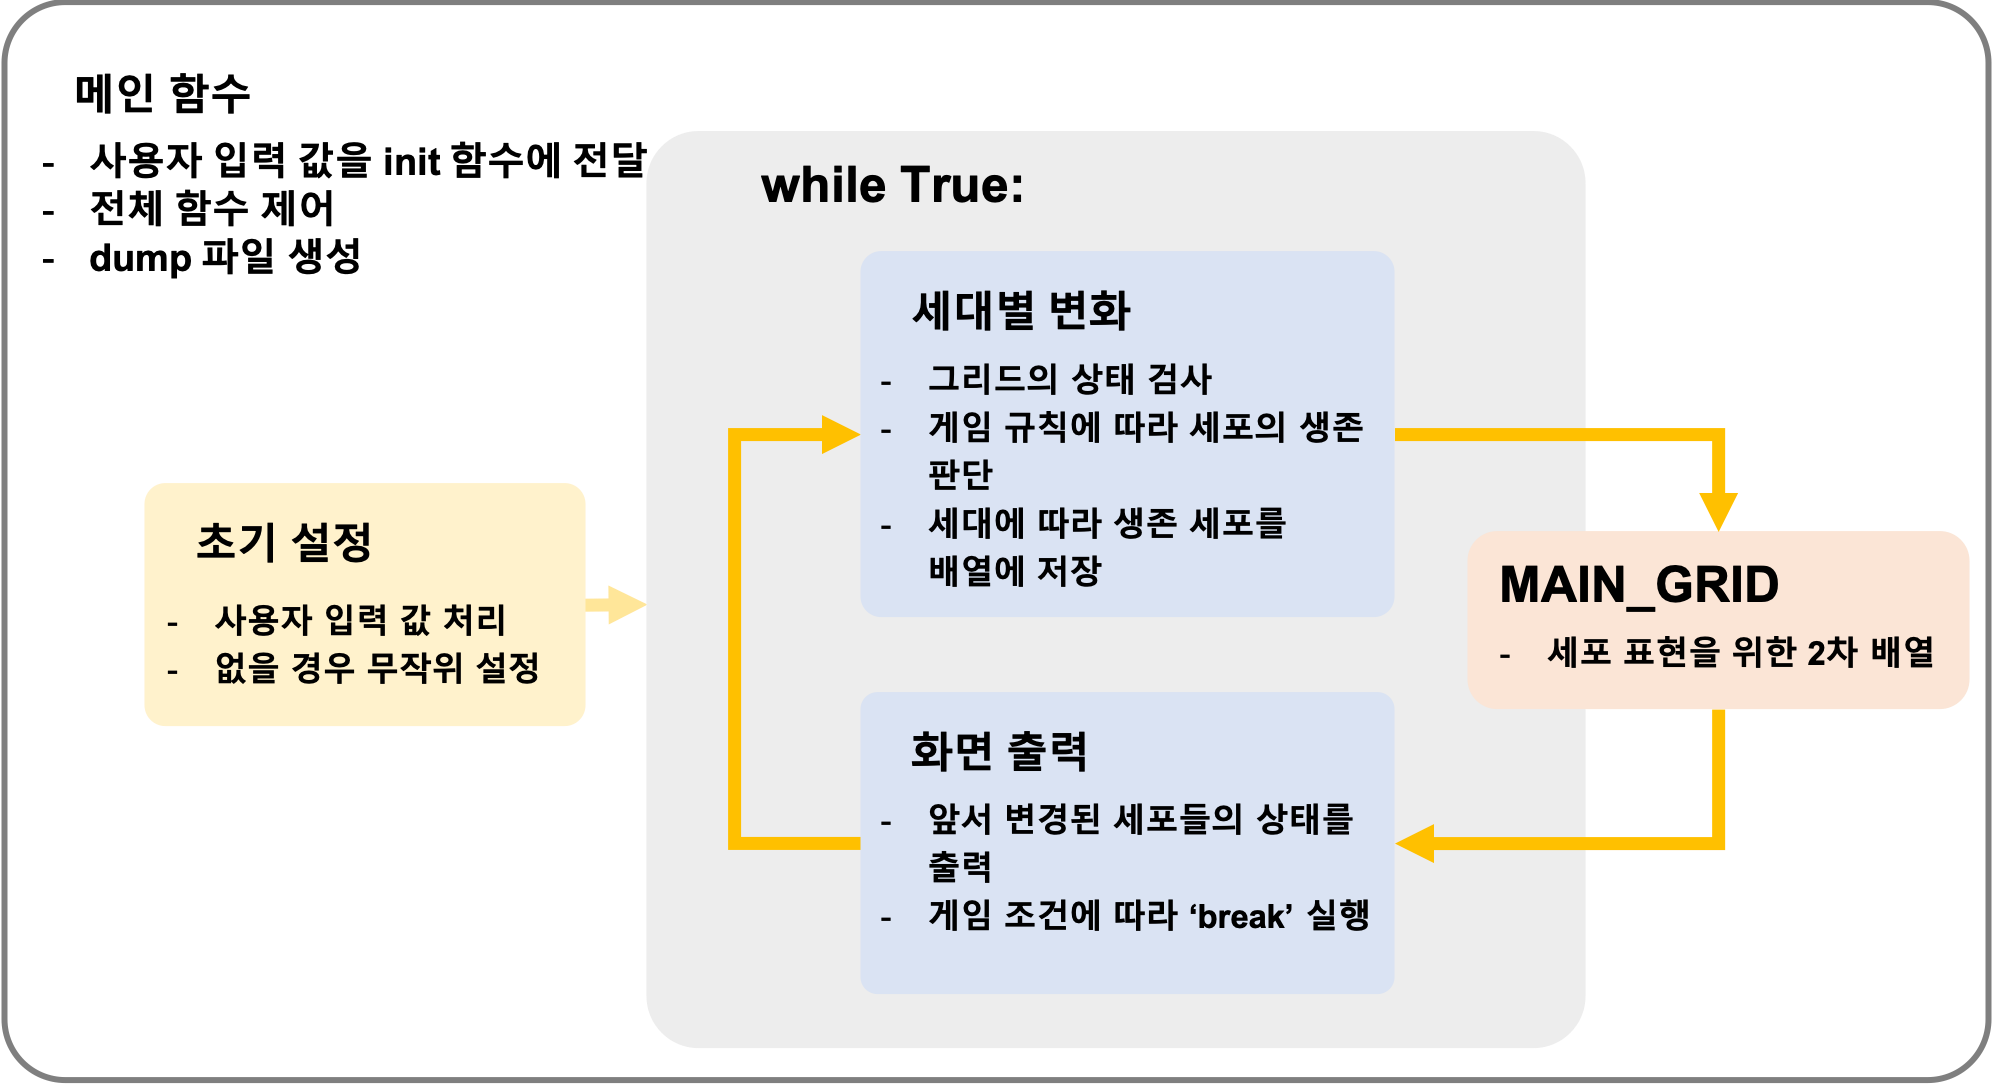 메인 함수
- 사용자 입력 값을 init 함수에 전달
- 전체 함수 제어
- dump 파일 생성
while True:
세대별 변화
- 그리드의 상태 검사
- 게임 규칙에 따라 세포의 생존
판단
- 세대에 따라 생존 세포를
배열에 저장
초기 설정
- 사용자 입력 값 처리
- 없을 경우 무작위 설정
MAIN_GRID
- 세포 표현을 위한 2차 배열
화면 출력
- 앞서 변경된 세포들의 상태를
출력
- 게임 조건에 따라 ‘break’ 실행